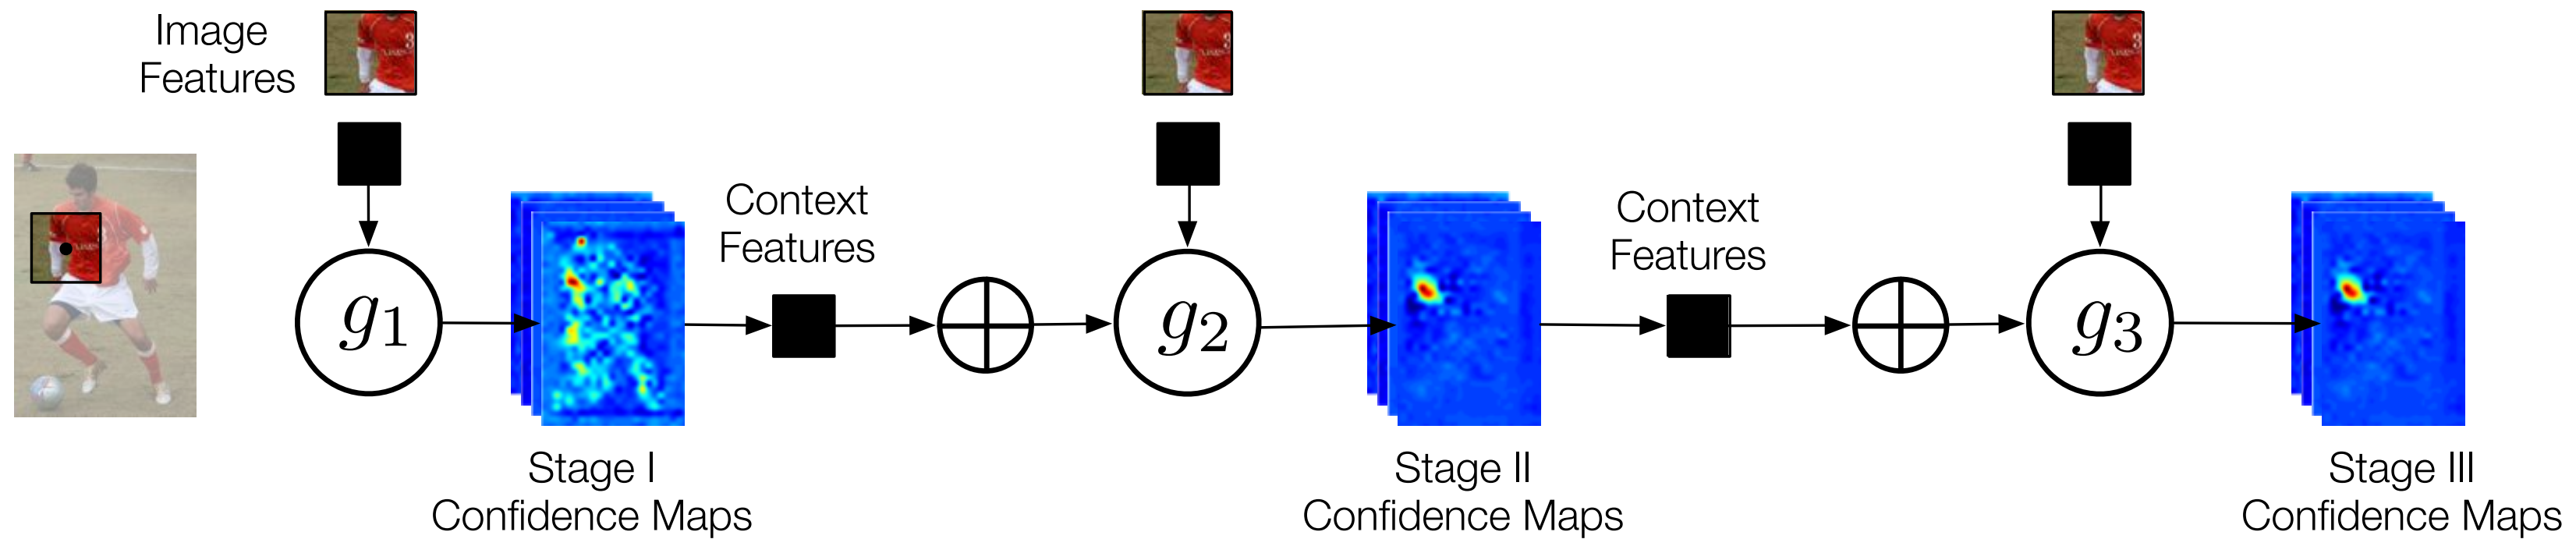 Image
Features
g1
Context
Features
g2
Context
Features
g3
Stage I
Confidence Maps
Stage II
Confidence Maps
Stage III
Confidence Maps